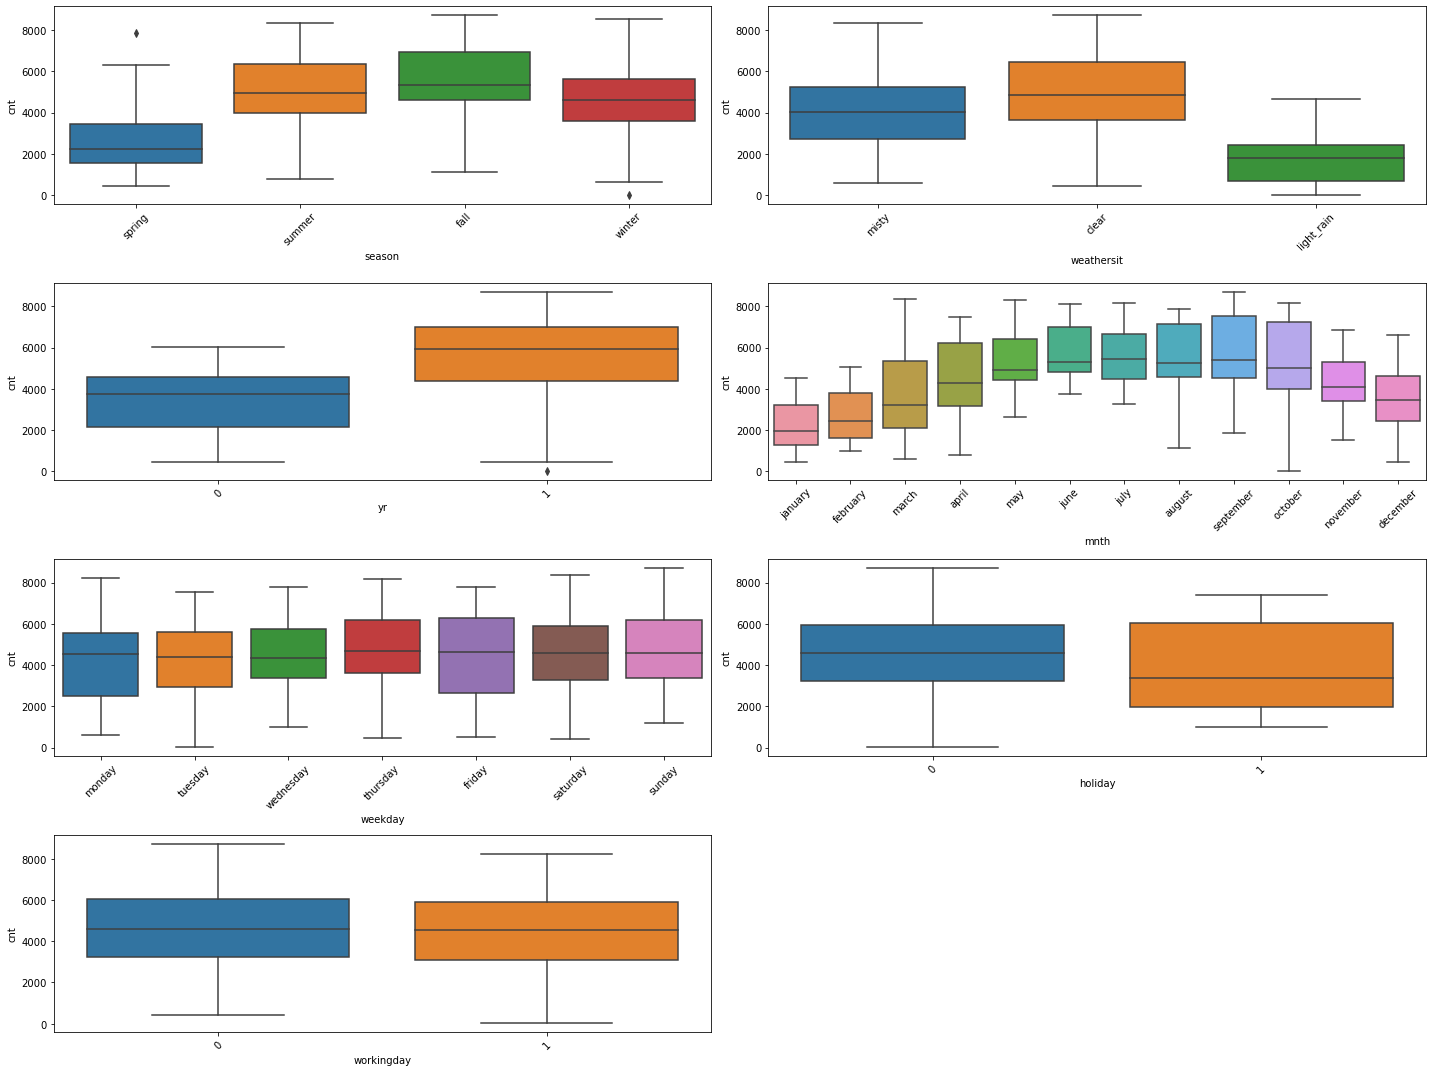 8000
6000
4000
2000
0
cnt
spring
summer
fall
winter
season
8000
6000
4000
2000
0
cnt
misty
clear
light_rain
weathersit
8000
6000
4000
2000
0
cnt
0
1
yr
8000
6000
4000
2000
0
cnt
january
february
march
april
may
june
july
august
september
october
november
december
mnth
8000
6000
4000
2000
0
cnt
monday
tuesday
wednesday
thursday
friday
saturday
sunday
weekday
8000
6000
4000
2000
0
cnt
0
1
holiday
8000
6000
4000
2000
0
cnt
0
1
workingday